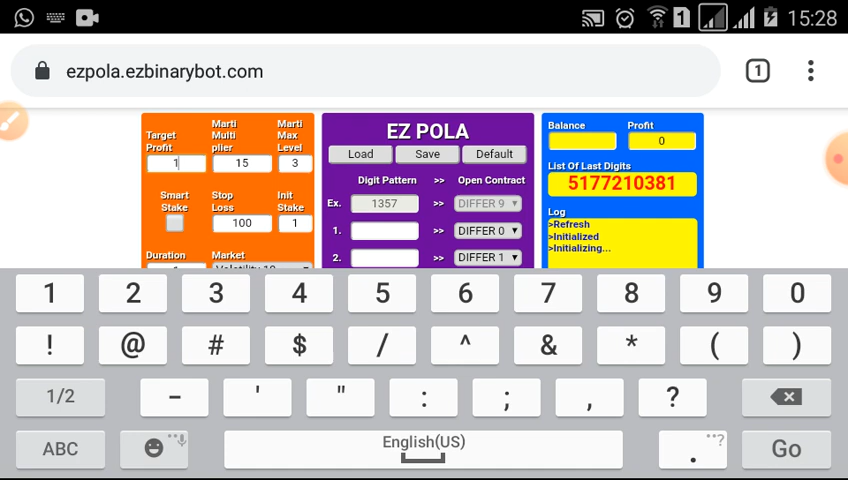 15:28
1
ezpola.ezbinarybot.com
1
Target Profit
1
Marti Multi plier
15
Marti Max Level
3
Smart Stake
Stop Loss
100
Init Stake
1
Duration
Market
EZ POLA
Load Save Default
Digit Pattern >> Open Contract
Ex. 1357 >> DIFFER 9
1. >> DIFFER 0
2. >> DIFFER 1
Balance
Profit
0
List Of Last Digits
5177210381
Log
>Refresh
>Initialized
>Initializing...
1 2 3 4 5 6 7 8 9 0
! @ # $ / ^ & * ( )
1/2 - ' " : ; , ?
ABC English(US) . Go